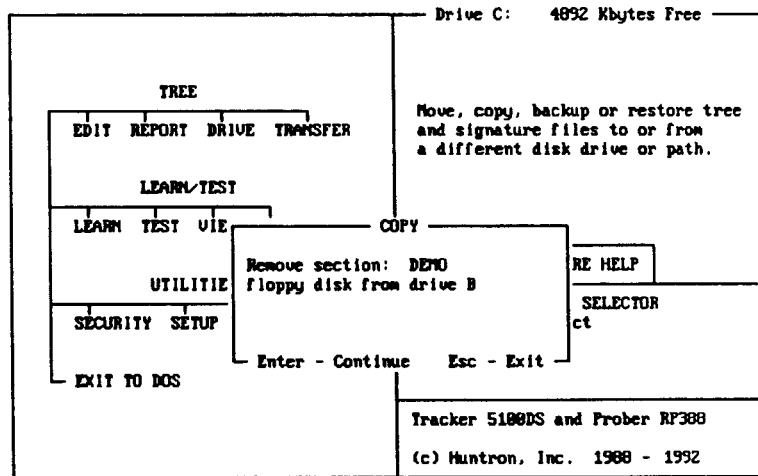 Drive C: 4092 Kbytes Free
TREE
EDIT REPORT DRIVE TRANSFER
Move, copy, backup or restore tree
and signature files to or from
a different disk drive or path.
LEARN/TEST
LEARN TEST VIE
COPY
Remove section: DEMO
floppy disk from drive B
RE HELP
UTILITIE
SELECTOR
SECURITY SETUP
ct
Enter - Continue Esc - Exit
EXIT TO DOS
Tracker 5100DS and Prober RP388
(c) Huntron, Inc. 1988 - 1992